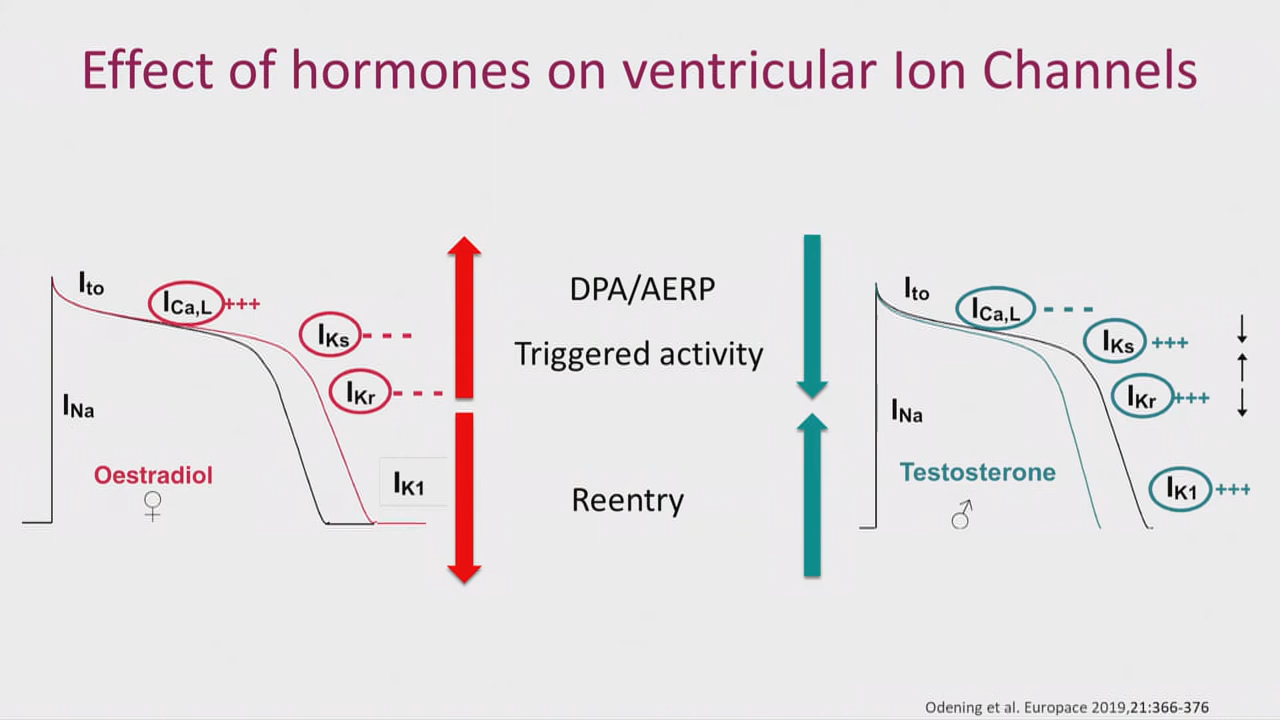 Effect of hormones on ventricular Ion Channels
Ito
ICa,L +++
IKs - - -
IKr - - -
INa
Oestradiol
♀
IK1
DPA/AERP
Triggered activity
Reentry
Ito
ICa,L - - -
IKs +++
IKr +++
INa
Testosterone
♂
IK1 +++
Odening et al. Europace 2019,21:366-376